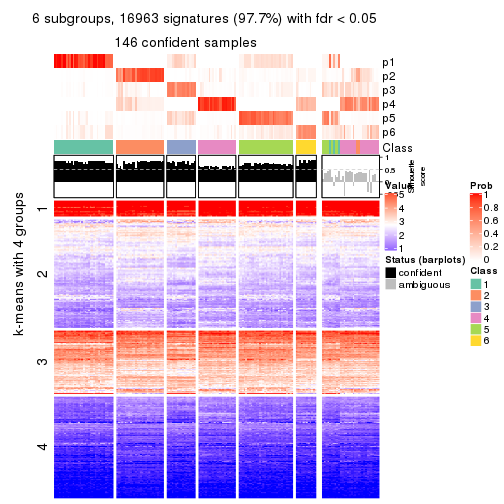 6 subgroups, 16963 signatures (97.7%) with fdr < 0.05
146 confident samples
p1
p2
p3
p4
p5
p6
Class
1
0.5
0
Silhouette
score
k-means with 4 groups
1
2
3
4
Value
5
4
3
2
1
Status (barplots)
confident
ambiguous
Prob
1
0.8
0.6
0.4
0.2
0
Class
1
2
3
4
5
6